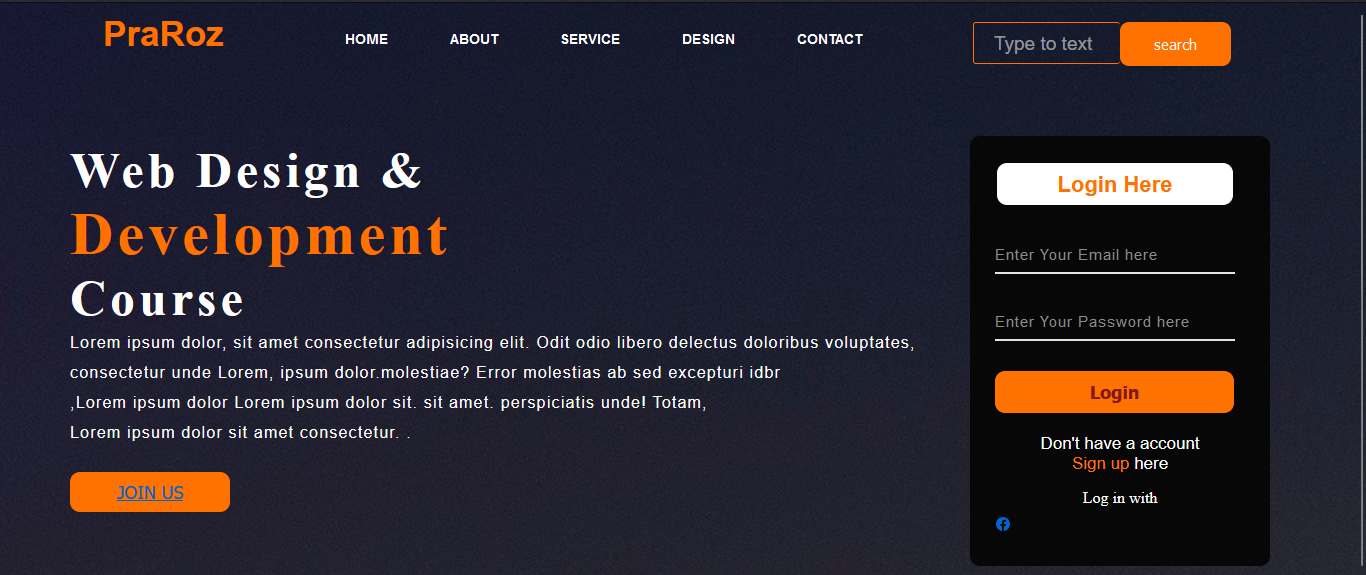 PraRoz
HOME ABOUT SERVICE DESIGN CONTACT
Type to text search
Web Design &
Development
Course
Lorem ipsum dolor, sit amet consectetur adipisicing elit. Odit odio libero delectus doloribus voluptates,
consectetur unde Lorem, ipsum dolor.molestiae? Error molestias ab sed excepturi idbr
,Lorem ipsum dolor Lorem ipsum dolor sit. sit amet. perspiciatis unde! Totam,
Lorem ipsum dolor sit amet consectetur. .
JOIN US
Login Here
Enter Your Email here
Enter Your Password here
Login
Don't have a account
Sign up here
Log in with